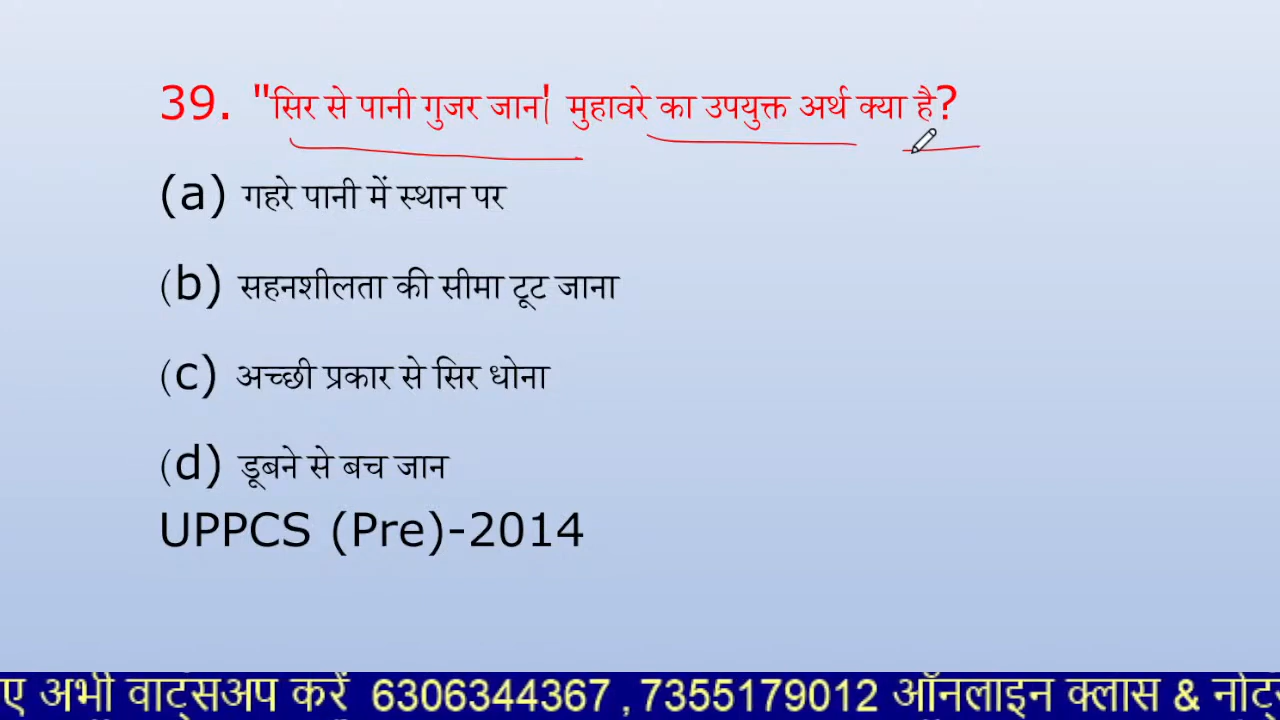 39. "सिर से पानी गुजर जान|' मुहावरे का उपयुक्त अर्थ क्या है?
(a) गहरे पानी में स्थान पर
(b) सहनशीलता की सीमा टूट जाना
(c) अच्छी प्रकार से सिर धोना
(d) डूबने से बच जान
UPPCS (Pre)-2014
ए अभी वाट्सअप करें 6306344367 , 7355179012 ऑनलाइन क्लास & नोट्स